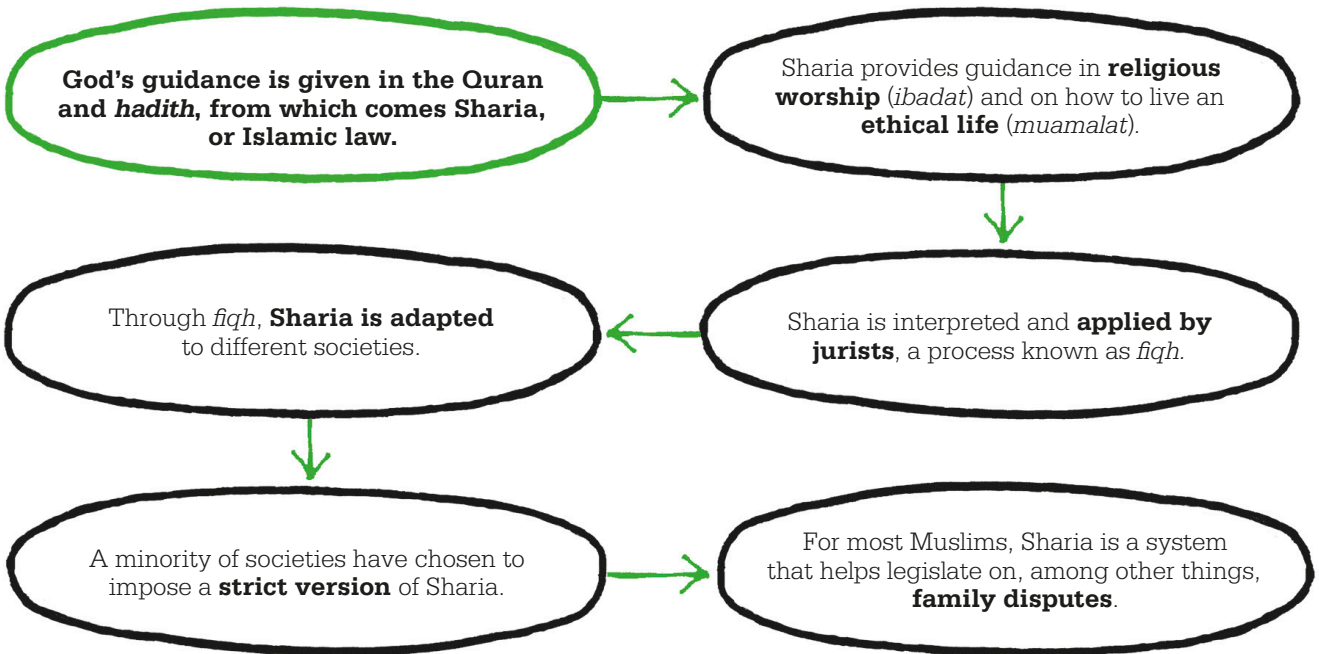 God’s guidance is given in the Quran
and hadith, from which comes Sharia,
or Islamic law.
Sharia provides guidance in religious
worship (ibadat) and on how to live an
ethical life (muamalat).
Sharia is interpreted and applied by
jurists, a process known as fiqh.
Through fiqh, Sharia is adapted
to different societies.
A minority of societies have chosen to
impose a strict version of Sharia.
For most Muslims, Sharia is a system
that helps legislate on, among other things,
family disputes.